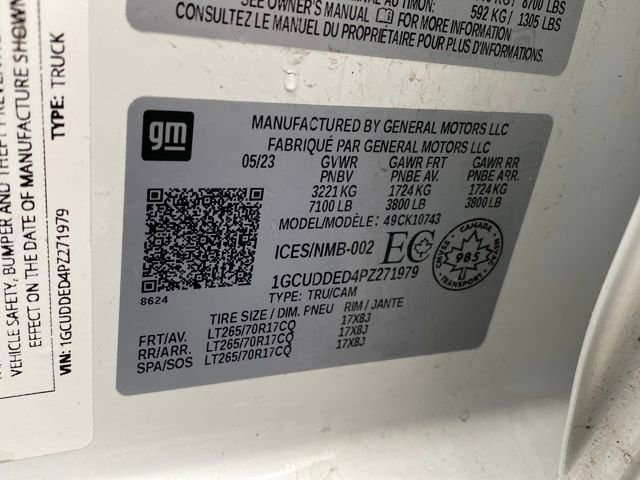 SEE OWNER'S MANUAL FOR MORE INFORMATION
592 KG / 1305 LBS
CONSULTEZ LE MANUEL DU PROPRIÉTAIRE POUR PLUS DE RENSEIGNEMENTS
VEHICLE SAFETY, BUMPER AND THEFT
EFFECT ON THE DATE OF MANUFACTURE SHOWN
VIN: 1GCUDDED4PZ271979 TYPE: TRUCK
gm
MANUFACTURED BY GENERAL MOTORS LLC
FABRIQUÉ PAR GENERAL MOTORS LLC
05/23 GVWR GAWR FRT GAWR RR
PNBV PNBE AV. PNBE ARR.
3221 KG 1724 KG 1724 KG
7100 LB 3800 LB 3800 LB
MODEL/MODÈLE: 49CK10743
ICES/NMB-002 EC
CANADA
985
TRANSPORT
1GCUDDED4PZ271979
8624
TYPE: TRU/CAM
TIRE SIZE / DIM. PNEU RIM / JANTE
FRT/AV. LT265/70R17CQ 17X8J
RR/ARR. LT265/70R17CQ 17X8J
SPA/SOS LT265/70R17CQ 17X8J